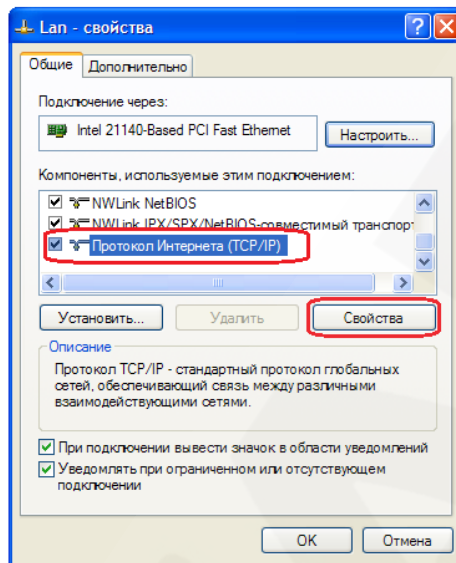 Lan - свойства
Общие
Дополнительно
Подключение через:
Intel 21140-Based PCI Fast Ethernet
Настроить...
Компоненты, используемые этим подключением:
NWLink NetBIOS
NWLink IPX/SPX/NetBIOS-совместимый транспорт
Протокол Интернета (TCP/IP)
Установить...
Удалить
Свойства
Описание
Протокол TCP/IP - стандартный протокол глобальных
сетей, обеспечивающий связь между различными
взаимодействующими сетями.
При подключении вывести значок в области уведомлений
Уведомлять при ограниченном или отсутствующем
подключении
OK
Отмена